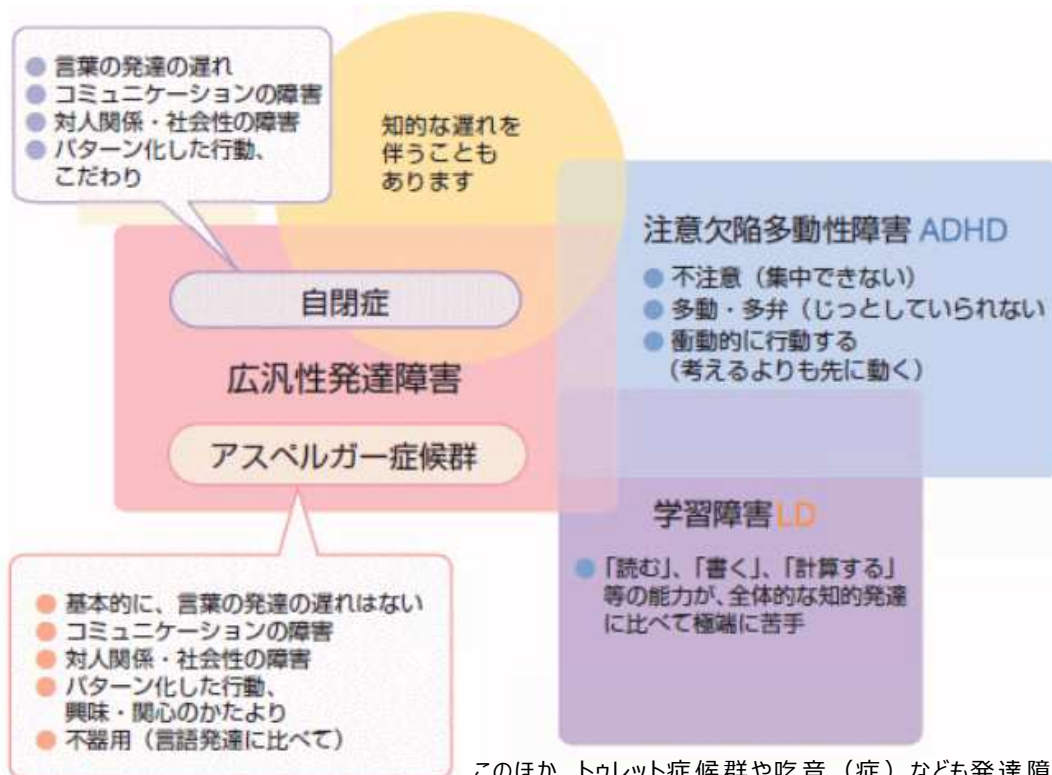 ● 言葉の発達の遅れ
● コミュニケーションの障害
● 対人関係・社会性の障害
● パターン化した行動、
こだわり
知的な遅れを
伴うことも
あります
注意欠陥多動性障害 ADHD
● 不注意（集中できない）
● 多動・多弁（じっとしていられない
● 衝動的に行動する
（考えるよりも先に動く）
自閉症
広汎性発達障害
アスペルガー症候群
学習障害 LD
● 「読む」、「書く」、「計算する」
等の能力が、全体的な知的発達
に比べて極端に苦手
● 基本的に、言葉の発達の遅れはない
● コミュニケーションの障害
● 対人関係・社会性の障害
● パターン化した行動、
興味・関心のかたより
● 不器用（言語発達に比べて）
このほか、トゥレット症候群や吃音（症）なども発達障